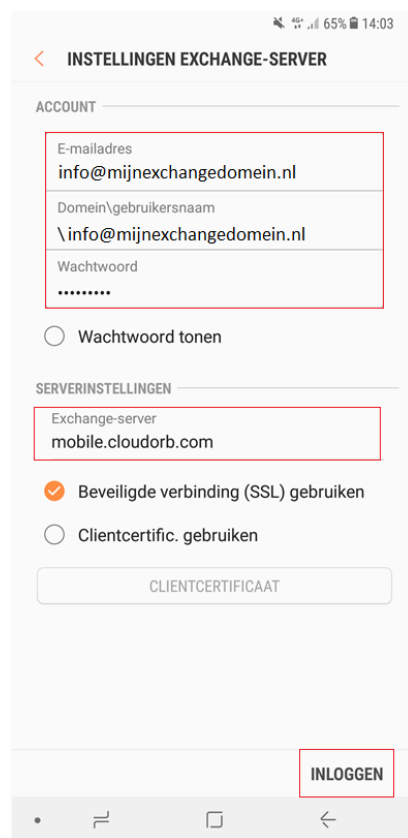 4G+ 65% 14:03
INSTELLINGEN EXCHANGE-SERVER
ACCOUNT
E-mailadres
info@mijnexchangedomein.nl
Domein\gebruikersnaam
\info@mijnexchangedomein.nl
Wachtwoord
•••••••••
Wachtwoord tonen
SERVERINSTELLINGEN
Exchange-server
mobile.cloudorb.com
Beveiligde verbinding (SSL) gebruiken
Clientcertific. gebruiken
CLIENTCERTIFICAAT
INLOGGEN